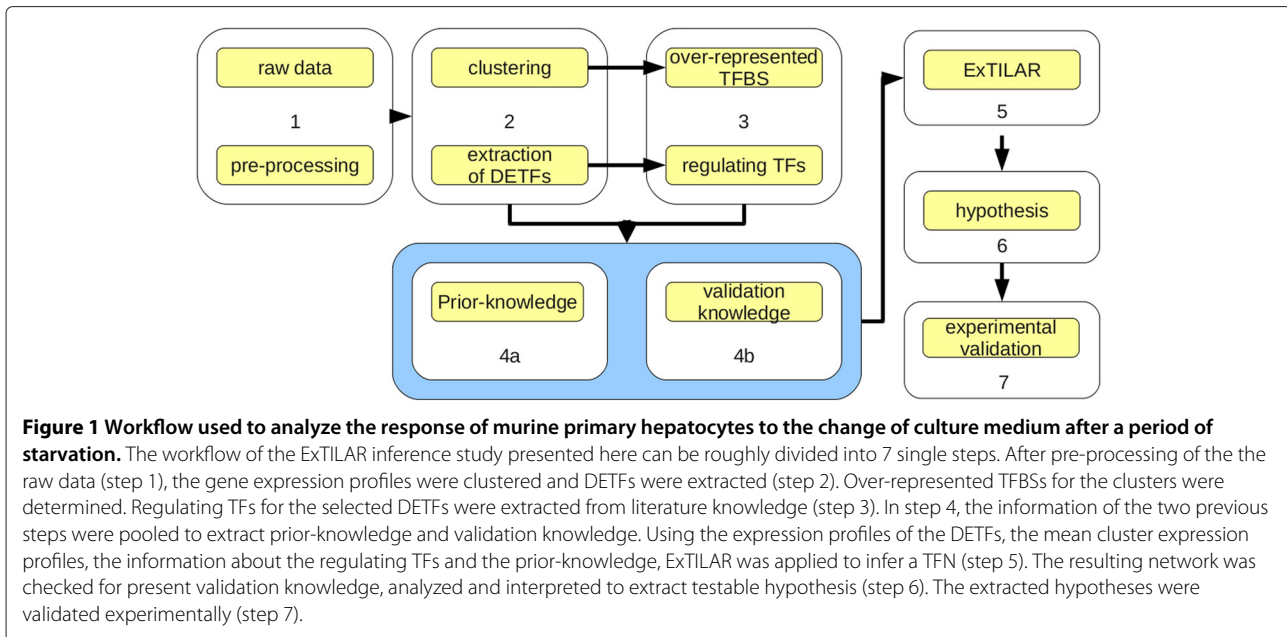 raw data
1
pre-processing
clustering
2
extraction
of DETFs
over-represented
TFBS
3
regulating TFs
Prior-knowledge
4a
validation
knowledge
4b
ExTILAR
5
hypothesis
6
experimental
validation
7
Figure 1 Workflow used to analyze the response of murine primary hepatocytes to the change of culture medium after a period of
starvation. The workflow of the ExTILAR inference study presented here can be roughly divided into 7 single steps. After pre-processing of the the
raw data (step 1), the gene expression profiles were clustered and DETFs were extracted (step 2). Over-represented TFBSs for the clusters were
determined. Regulating TFs for the selected DETFs were extracted from literature knowledge (step 3). In step 4, the information of the two previous
steps were pooled to extract prior-knowledge and validation knowledge. Using the expression profiles of the DETFs, the mean cluster expression
profiles, the information about the regulating TFs and the prior-knowledge, ExTILAR was applied to infer a TFN (step 5). The resulting network was
checked for present validation knowledge, analyzed and interpreted to extract testable hypothesis (step 6). The extracted hypotheses were
validated experimentally (step 7).